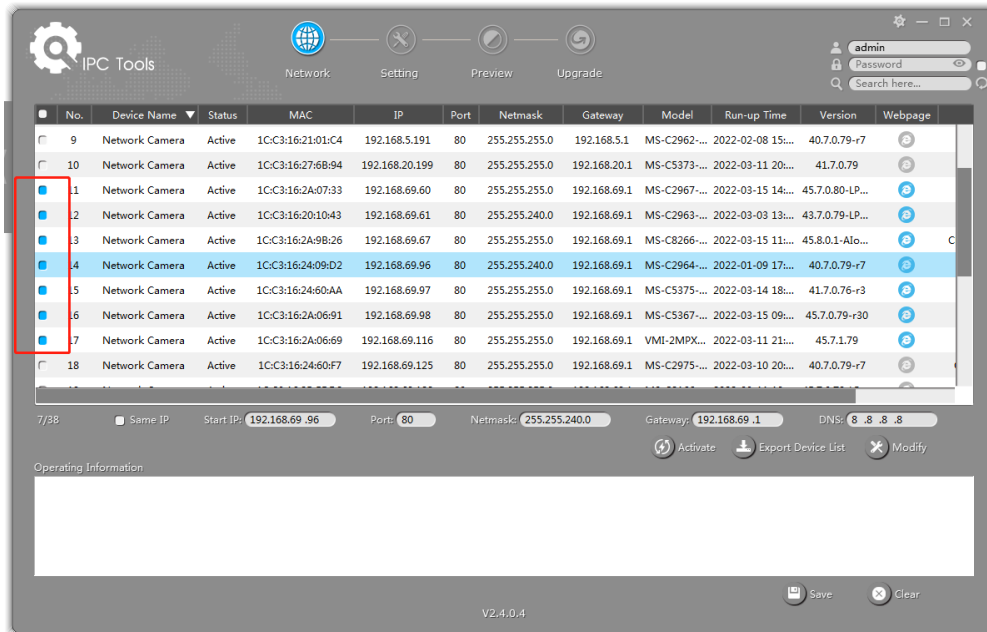 IPC Tools
Network Setting Preview Upgrade
admin
Password
Search here...
No. Device Name ▼ Status MAC IP Port Netmask Gateway Model Run-up Time Version Webpage
9 Network Camera Active 1C:C3:16:21:01:C4 192.168.5.191 80 255.255.255.0 192.168.5.1 MS-C2962-... 2022-02-08 15:... 40.7.0.79-r7
10 Network Camera Active 1C:C3:16:27:6B:94 192.168.20.199 80 255.255.255.0 192.168.20.1 MS-C5373-... 2022-03-11 20:... 41.7.0.79
11 Network Camera Active 1C:C3:16:2A:07:33 192.168.69.60 80 255.255.255.0 192.168.69.1 MS-C2967-... 2022-03-15 14:... 45.7.0.80-LP...
12 Network Camera Active 1C:C3:16:20:10:43 192.168.69.61 80 255.255.240.0 192.168.69.1 MS-C2963-... 2022-03-03 13:... 43.7.0.79-LP...
13 Network Camera Active 1C:C3:16:2A:9B:26 192.168.69.67 80 255.255.255.0 192.168.69.1 MS-C8266-... 2022-03-15 11:... 45.8.0.1-AIo... C
14 Network Camera Active 1C:C3:16:24:09:D2 192.168.69.96 80 255.255.240.0 192.168.69.1 MS-C2964-... 2022-01-09 17:... 40.7.0.79-r7
15 Network Camera Active 1C:C3:16:24:60:AA 192.168.69.97 80 255.255.255.0 192.168.69.1 MS-C5375-... 2022-03-14 18:... 41.7.0.76-r3
16 Network Camera Active 1C:C3:16:2A:06:91 192.168.69.98 80 255.255.255.0 192.168.69.1 MS-C5367-... 2022-03-15 09:... 45.7.0.79-r30
17 Network Camera Active 1C:C3:16:2A:06:69 192.168.69.116 80 255.255.255.0 192.168.69.1 VMI-2MPX... 2022-03-11 21:... 45.7.1.79
18 Network Camera Active 1C:C3:16:24:60:F7 192.168.69.125 80 255.255.255.0 192.168.69.1 MS-C2975-... 2022-03-10 20:... 40.7.0.79-r7
7/38 Same IP Start IP: 192.168.69 .96 Port: 80 Netmask: 255.255.240.0 Gateway: 192.168.69 .1 DNS: 8 .8 .8 .8
Activate Export Device List Modify
Operating Information
Save Clear
V2.4.0.4